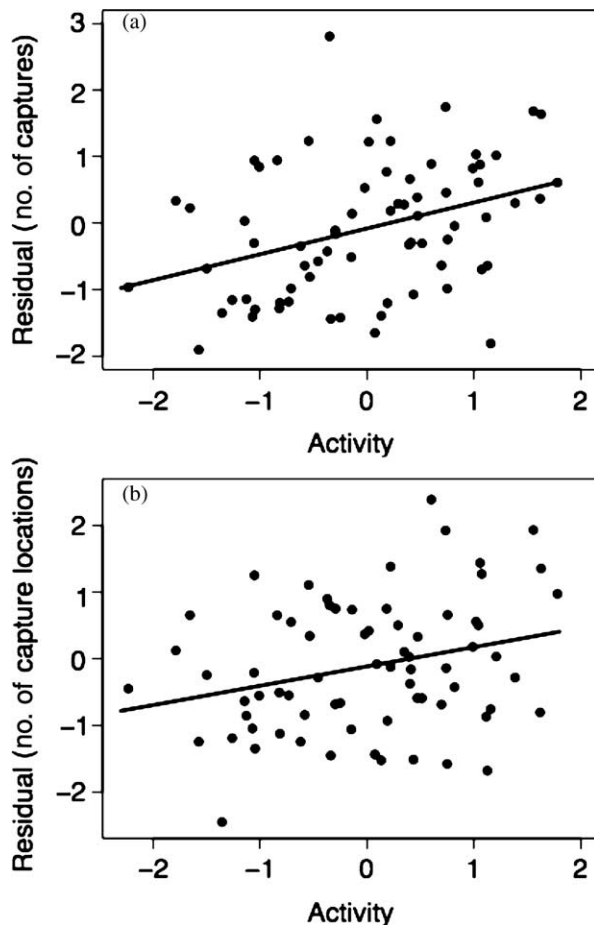 (a)
Residual (no. of captures)
3
2
1
0
−1
−2
−2 −1 0 1 2
Activity
(b)
Residual (no. of capture locations)
2
1
0
−1
−2
−2 −1 0 1 2
Activity